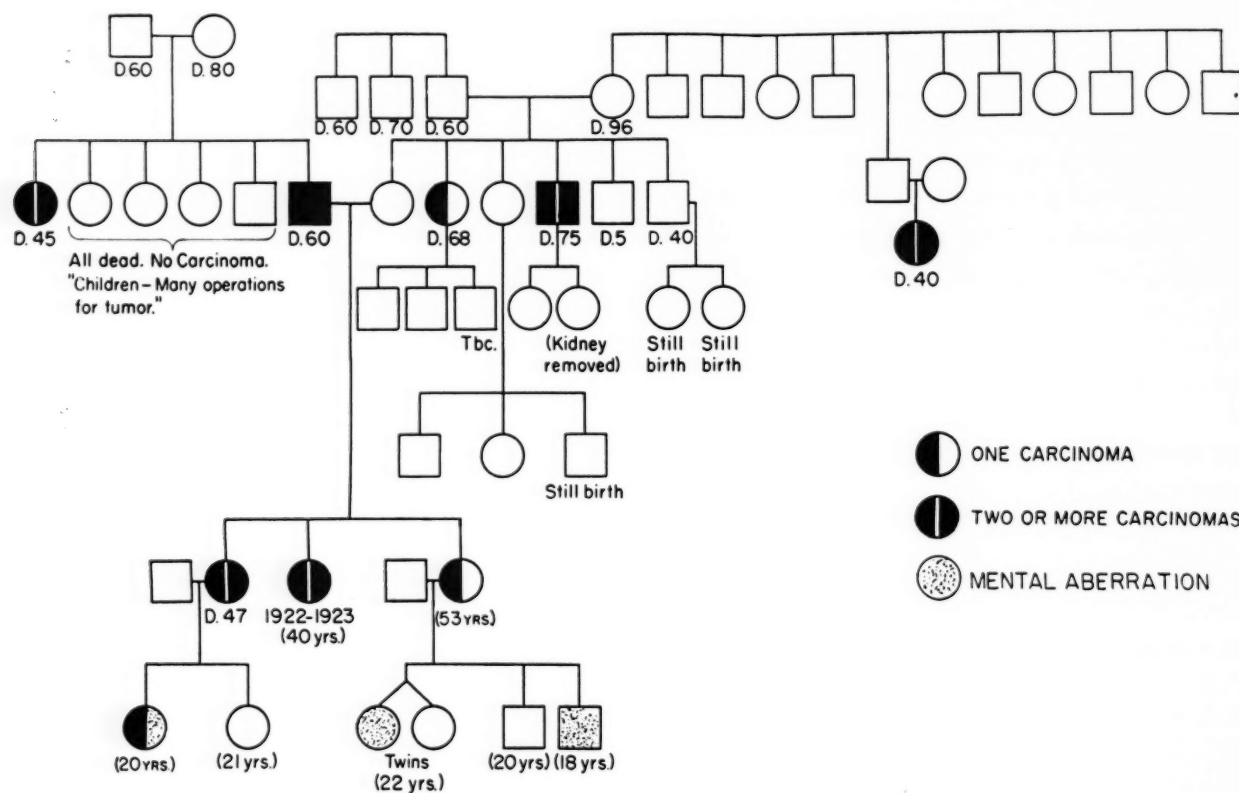 D 60
D. 80
D. 60
D. 70
D. 60
D. 96
D. 45
D. 60
D. 68
D. 75
D.5
D. 40
D. 40
All dead. No Carcinoma.
"Children – Many operations
for tumor."
Tbc.
(Kidney
removed)
Still
birth
Still
birth
Still birth
ONE CARCINOMA
TWO OR MORE CARCINOMAS
MENTAL ABERRATION
D. 47
1922-1923
(40 yrs.)
(53 YRS.)
(20 YRS.)
(21 yrs.)
Twins
(22 yrs.)
(20 yrs)
(18 yrs.)